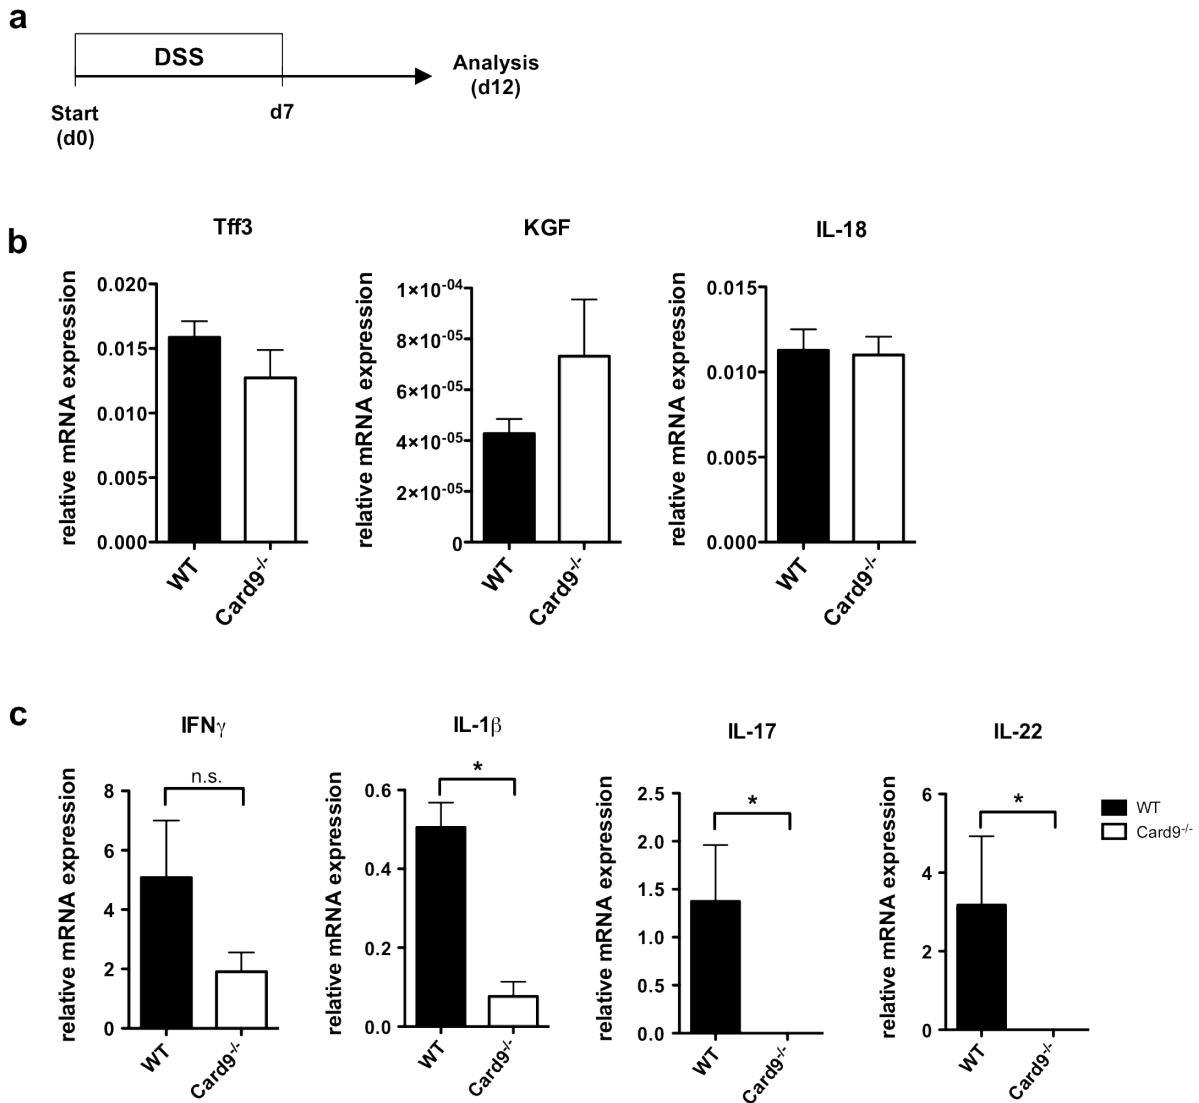 a
DSS
Start
(d0)
d7
Analysis
(d12)
b
Tff3
relative mRNA expression
0.020
0.015
0.010
0.005
0.000
WT
Card9-/-
KGF
relative mRNA expression
1×10-04
8×10-05
6×10-05
4×10-05
2×10-05
0
WT
Card9-/-
IL-18
relative mRNA expression
0.015
0.010
0.005
0.000
WT
Card9-/-
c
IFNγ
n.s.
relative mRNA expression
8
6
4
2
0
WT
Card9-/-
IL-1β
*
relative mRNA expression
0.6
0.4
0.2
0.0
WT
Card9-/-
IL-17
*
relative mRNA expression
2.5
2.0
1.5
1.0
0.5
0.0
WT
Card9-/-
IL-22
*
relative mRNA expression
6
4
2
0
WT
Card9-/-
WT
Card9-/-